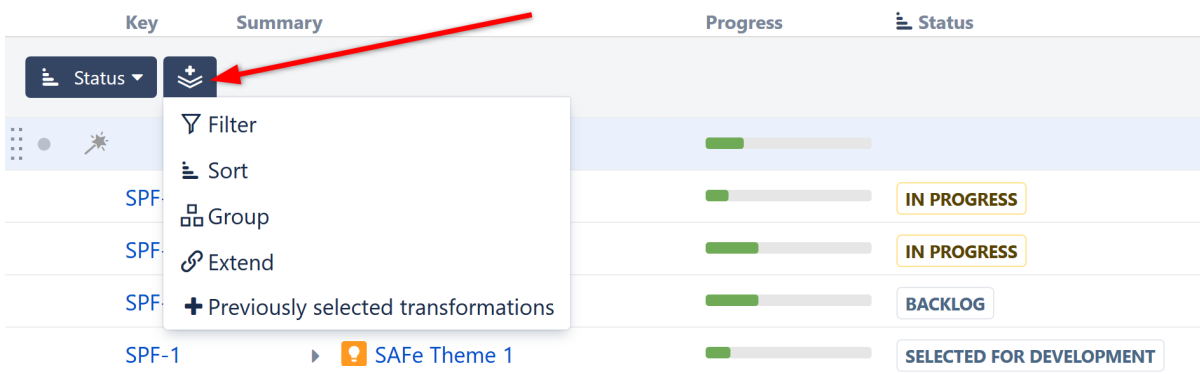 Key Summary Progress Status
Status
Filter
Sort
Group
Extend
Previously selected transformations
SPF- IN PROGRESS
SPF- IN PROGRESS
SPF- BACKLOG
SPF-1 SAFe Theme 1 SELECTED FOR DEVELOPMENT